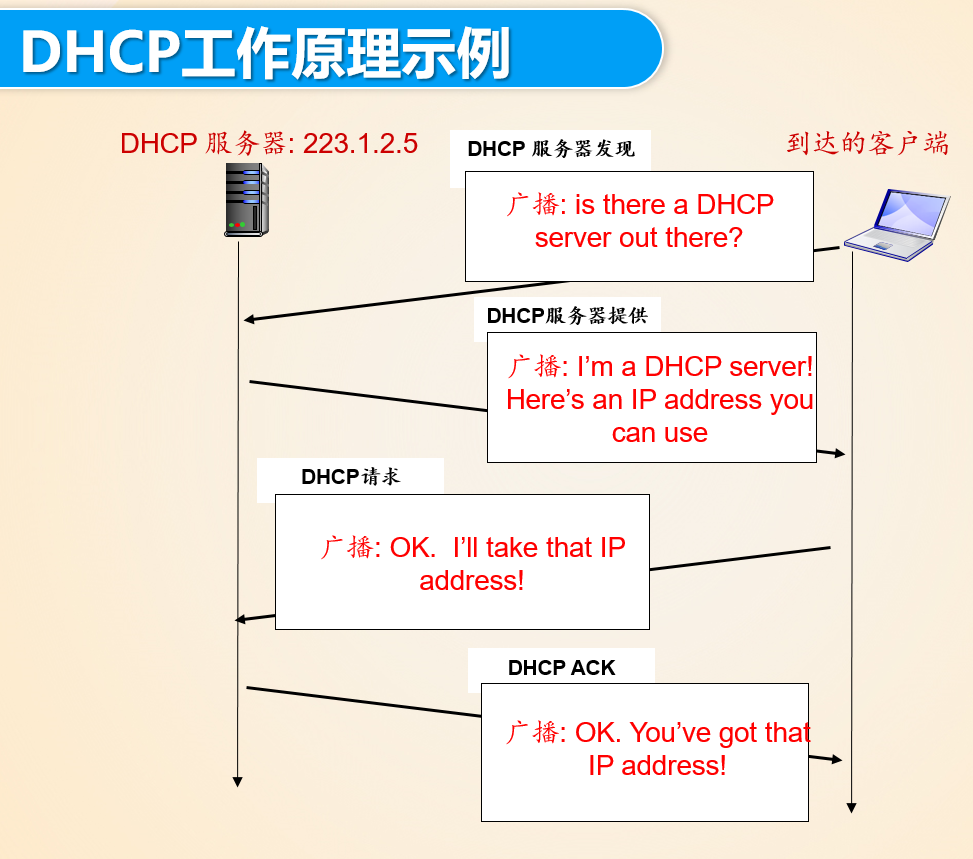 DHCP工作原理示例
DHCP 服务器: 223.1.2.5
到达的客户端
DHCP 服务器发现
广播: is there a DHCP
server out there?
DHCP服务器提供
广播: I’m a DHCP server!
Here’s an IP address you
can use
DHCP请求
广播: OK.  I’ll take that IP
address!
DHCP ACK
广播: OK. You’ve got that
IP address!